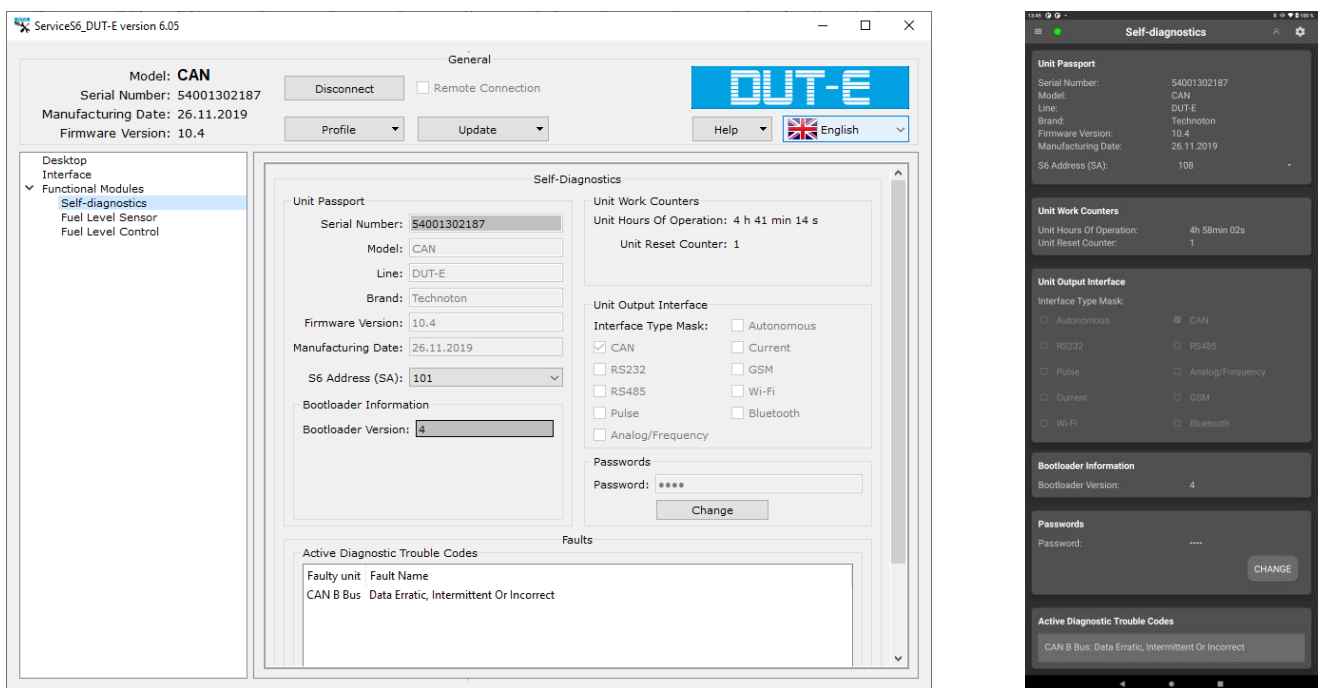 ServiceS6_DUT-E version 6.05
General
Model: CAN
Serial Number: 54001302187
Manufacturing Date: 26.11.2019
Firmware Version: 10.4
Disconnect
Remote Connection
DUT-E
Profile
Update
Help
English
Desktop
Interface
Functional Modules
Self-diagnostics
Fuel Level Sensor
Fuel Level Control
Self-Diagnostics
Unit Passport
Serial Number: 54001302187
Model: CAN
Line: DUT-E
Brand: Technoton
Firmware Version: 10.4
Manufacturing Date: 26.11.2019
S6 Address (SA): 101
Bootloader Information
Bootloader Version: 4
Unit Work Counters
Unit Hours Of Operation: 4 h 41 min 14 s
Unit Reset Counter: 1
Unit Output Interface
Interface Type Mask:
Autonomous
CAN
Current
RS232
GSM
RS485
Wi-Fi
Pulse
Bluetooth
Analog/Frequency
Passwords
Password: ••••
Change
Faults
Active Diagnostic Trouble Codes
Faulty unit Fault Name
CAN B Bus Data Erratic, Intermittent Or Incorrect
13:45
100%
Self-diagnostics
Unit Passport
Serial Number: 54001302187
Model: CAN
Line: DUT-E
Brand: Technoton
Firmware Version: 10.4
Manufacturing Date: 26.11.2019
S6 Address (SA): 108
Unit Work Counters
Unit Hours Of Operation: 4h 58min 02s
Unit Reset Counter: 1
Unit Output Interface
Interface Type Mask:
Autonomous CAN
RS232 RS485
Pulse Analog/Frequency
Current GSM
Wi-Fi Bluetooth
Bootloader Information
Bootloader Version: 4
Passwords
Password: ••••
CHANGE
Active Diagnostic Trouble Codes
CAN B Bus: Data Erratic, Intermittent Or Incorrect